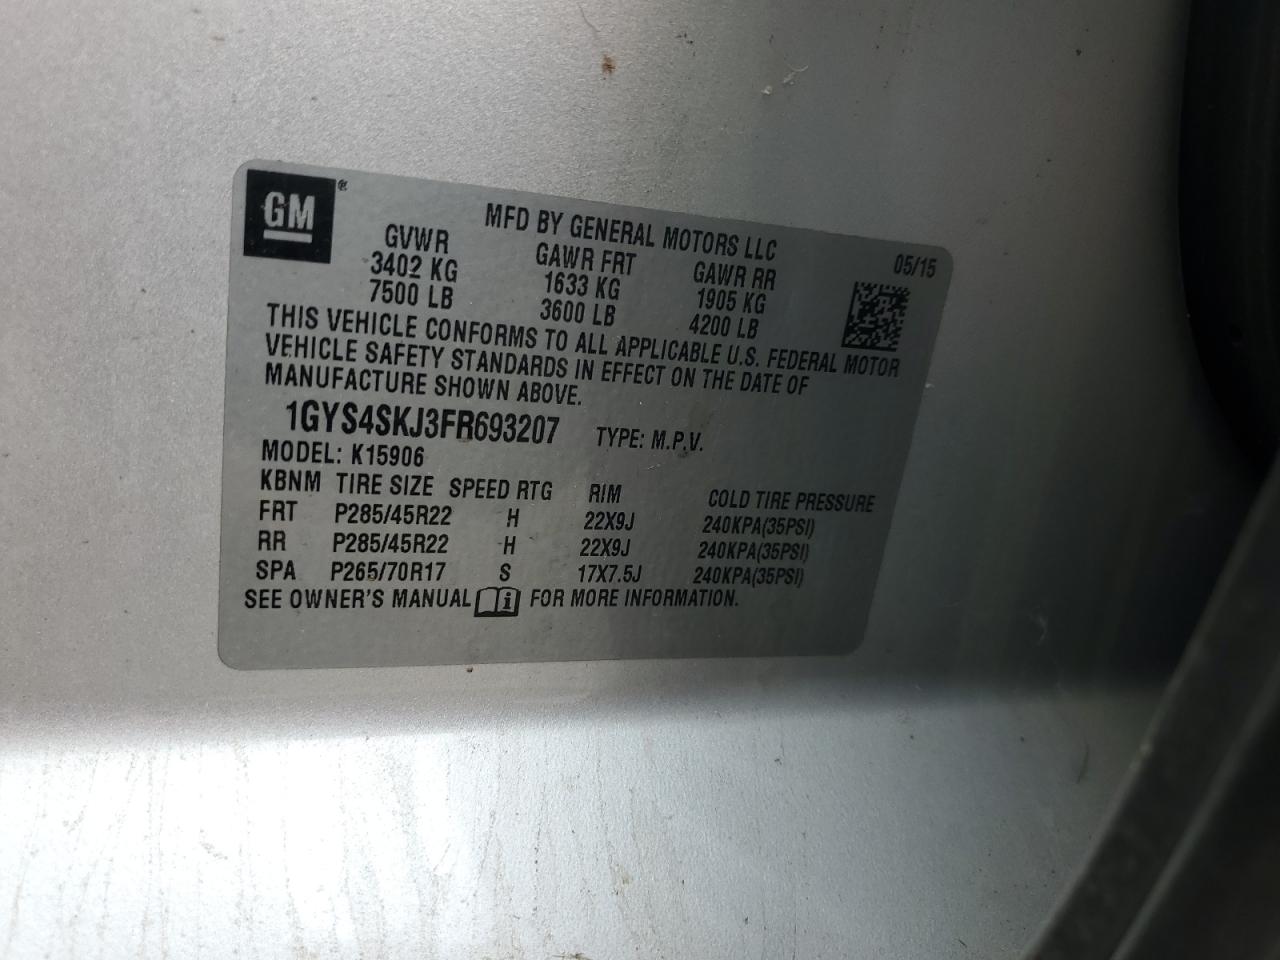 GM ®
MFD BY GENERAL MOTORS LLC
05/15
GVWR GAWR FRT GAWR RR
3402 KG 1633 KG 1905 KG
7500 LB 3600 LB 4200 LB
THIS VEHICLE CONFORMS TO ALL APPLICABLE U.S. FEDERAL MOTOR
VEHICLE SAFETY STANDARDS IN EFFECT ON THE DATE OF
MANUFACTURE SHOWN ABOVE.
1GYS4SKJ3FR693207 TYPE: M.P.V.
MODEL: K15906
KBNM TIRE SIZE SPEED RTG RIM COLD TIRE PRESSURE
FRT P285/45R22 H 22X9J 240KPA(35PSI)
RR P285/45R22 H 22X9J 240KPA(35PSI)
SPA P265/70R17 S 17X7.5J 240KPA(35PSI)
SEE OWNER'S MANUAL i FOR MORE INFORMATION.